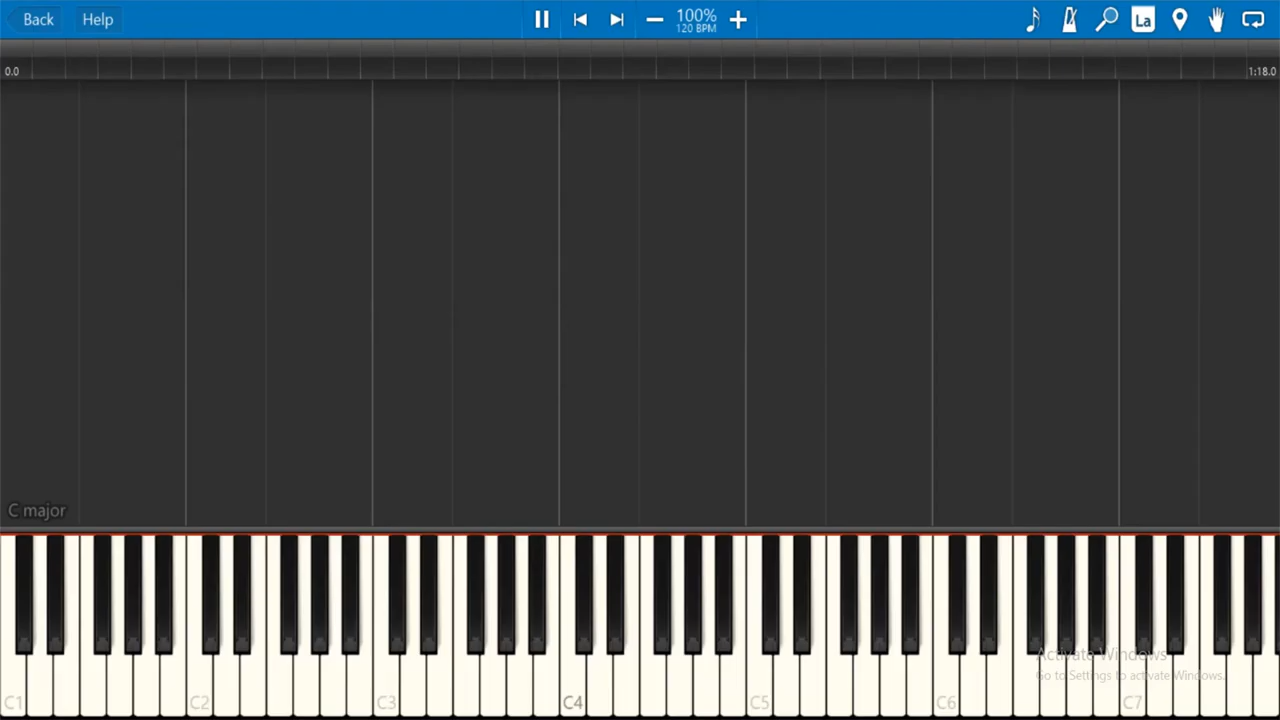 Back Help 100% La
120 BPM
0.0 1:18.0
C major
Activate Windows
Go to Settings to activate Windows.
C1 C2 C3 C4 C5 C6 C7